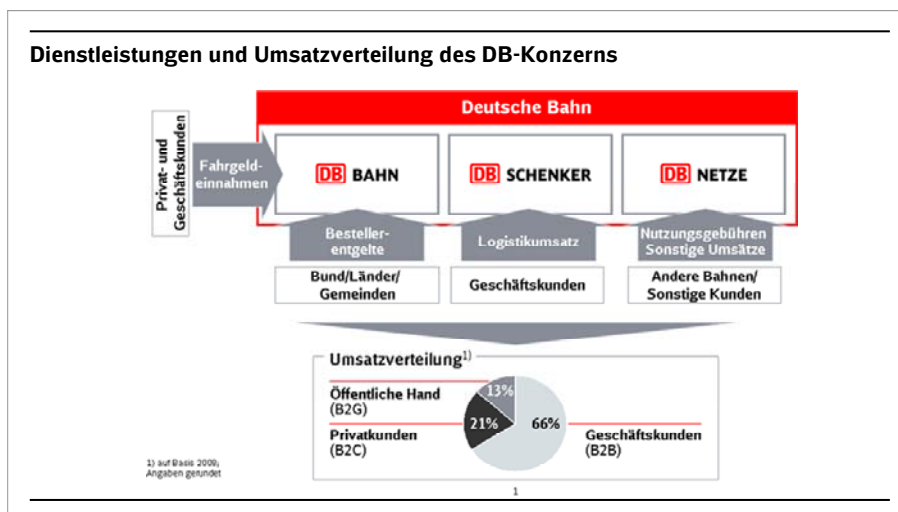 Dienstleistungen und Umsatzverteilung des DB-Konzerns
Deutsche Bahn
Privat- und
Geschäftskunden
Fahrgeld-
einnahmen
DB BAHN
DB SCHENKER
DB NETZE
Besteller-
entgelte
Logistikumsatz
Nutzungsgebühren
Sonstige Umsätze
Bund/Länder/
Gemeinden
Geschäftskunden
Andere Bahnen/
Sonstige Kunden
Umsatzverteilung1)
Öffentliche Hand
(B2G)
13%
Privatkunden
(B2C)
21%
66%
Geschäftskunden
(B2B)
1) auf Basis 2009;
Angaben gerundet
1